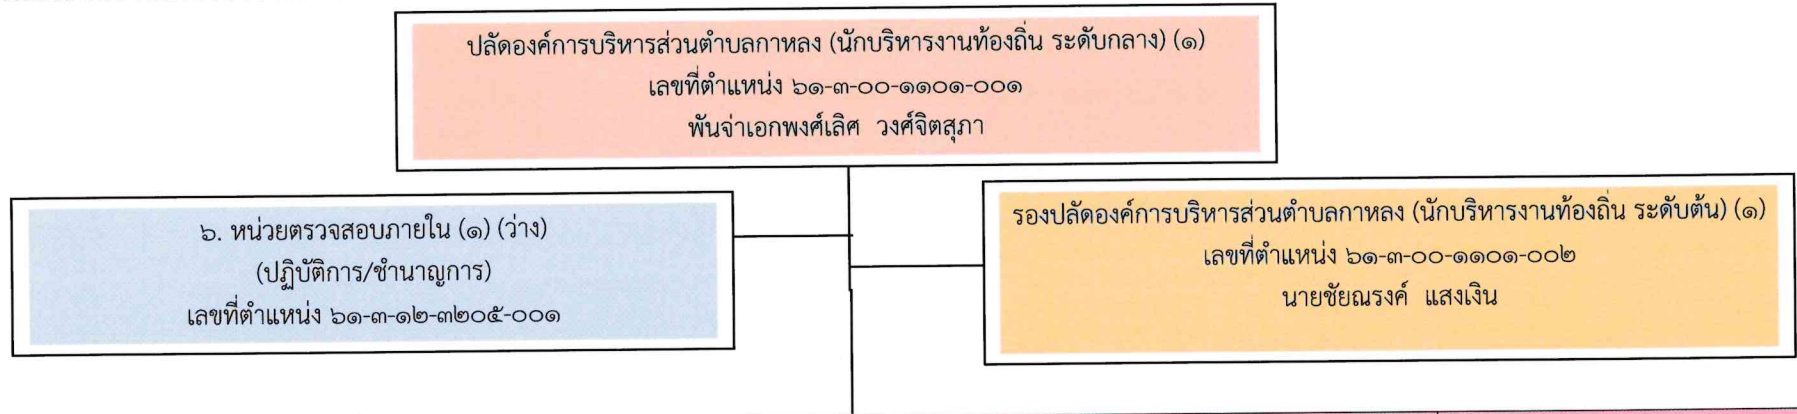 ปลัดองค์การบริหารส่วนตำบลกาหลง (นักบริหารงานท้องถิ่น ระดับกลาง) (๑)
เลขที่ตำแหน่ง ๖๑-๓-๐๐-๑๑๐๑-๐๐๑
พันจ่าเอกพงศ์เลิศ วงศ์จิตสุภา
๖. หน่วยตรวจสอบภายใน (๑) (ว่าง)
(ปฏิบัติการ/ชำนาญการ)
เลขที่ตำแหน่ง ๖๑-๓-๑๒-๓๒๐๕-๐๐๑
รองปลัดองค์การบริหารส่วนตำบลกาหลง (นักบริหารงานท้องถิ่น ระดับต้น) (๑)
เลขที่ตำแหน่ง ๖๑-๓-๐๐-๑๑๐๑-๐๐๒
นายชัยณรงค์ แสงเงิน